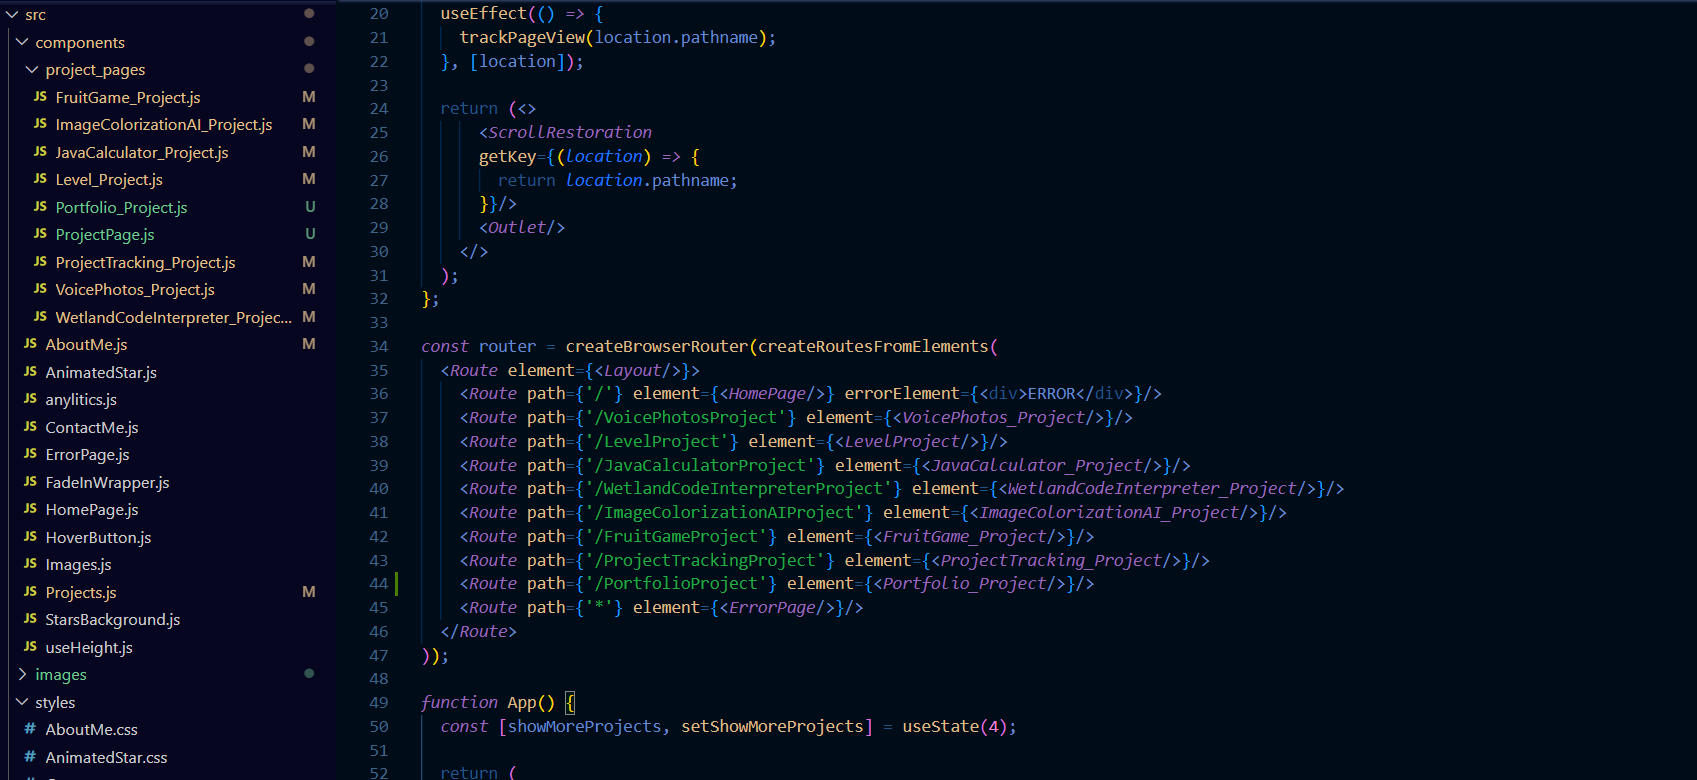 src
components
project_pages
JS FruitGame_Project.js M
JS ImageColorizationAI_Project.js M
JS JavaCalculator_Project.js M
JS Level_Project.js M
JS Portfolio_Project.js U
JS ProjectPage.js U
JS ProjectTracking_Project.js M
JS VoicePhotos_Project.js M
JS WetlandCodeInterpreter_Projec... M
JS AboutMe.js M
JS AnimatedStar.js
JS anylitics.js
JS ContactMe.js
JS ErrorPage.js
JS FadeInWrapper.js
JS HomePage.js
JS HoverButton.js
JS Images.js
JS Projects.js M
JS StarsBackground.js
JS useHeight.js
images
styles
# AboutMe.css
# AnimatedStar.css
20 useEffect(() => {
21 trackPageView(location.pathname);
22 }, [location]);
23
24 return (<>
25 <ScrollRestoration
26 getKey={(location) => {
27 return location.pathname;
28 }}/>
29 <Outlet/>
30 </>
31 );
32 };
33
34 const router = createBrowserRouter(createRoutesFromElements(
35 <Route element={<Layout/>}>
36 <Route path={'/'} element={<HomePage/>} errorElement={<div>ERROR</div>}/>
37 <Route path={'/VoicePhotosProject'} element={<VoicePhotos_Project/>}/>
38 <Route path={'/LevelProject'} element={<LevelProject/>}/>
39 <Route path={'/JavaCalculatorProject'} element={<JavaCalculator_Project/>}/>
40 <Route path={'/WetlandCodeInterpreterProject'} element={<WetlandCodeInterpreter_Project/>}/>
41 <Route path={'/ImageColorizationAIProject'} element={<ImageColorizationAI_Project/>}/>
42 <Route path={'/FruitGameProject'} element={<FruitGame_Project/>}/>
43 <Route path={'/ProjectTrackingProject'} element={<ProjectTracking_Project/>}/>
44 <Route path={'/PortfolioProject'} element={<Portfolio_Project/>}/>
45 <Route path={'*'} element={<ErrorPage/>}/>
46 </Route>
47 ));
48
49 function App() {
50 const [showMoreProjects, setShowMoreProjects] = useState(4);
51
52 return (